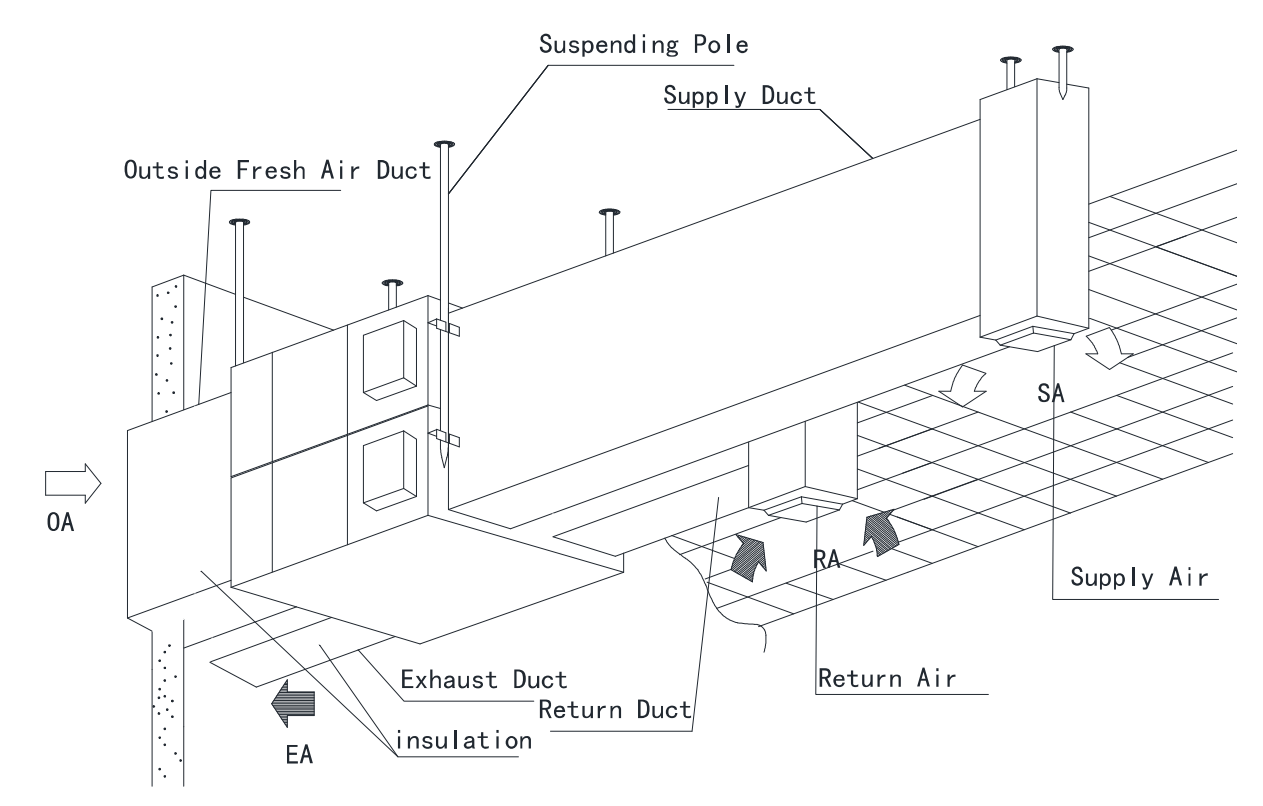 Suspending Pole
Supply Duct
Outside Fresh Air Duct
SA
OA
RA
Supply Air
Exhaust Duct
Return Air
Return Duct
insulation
EA